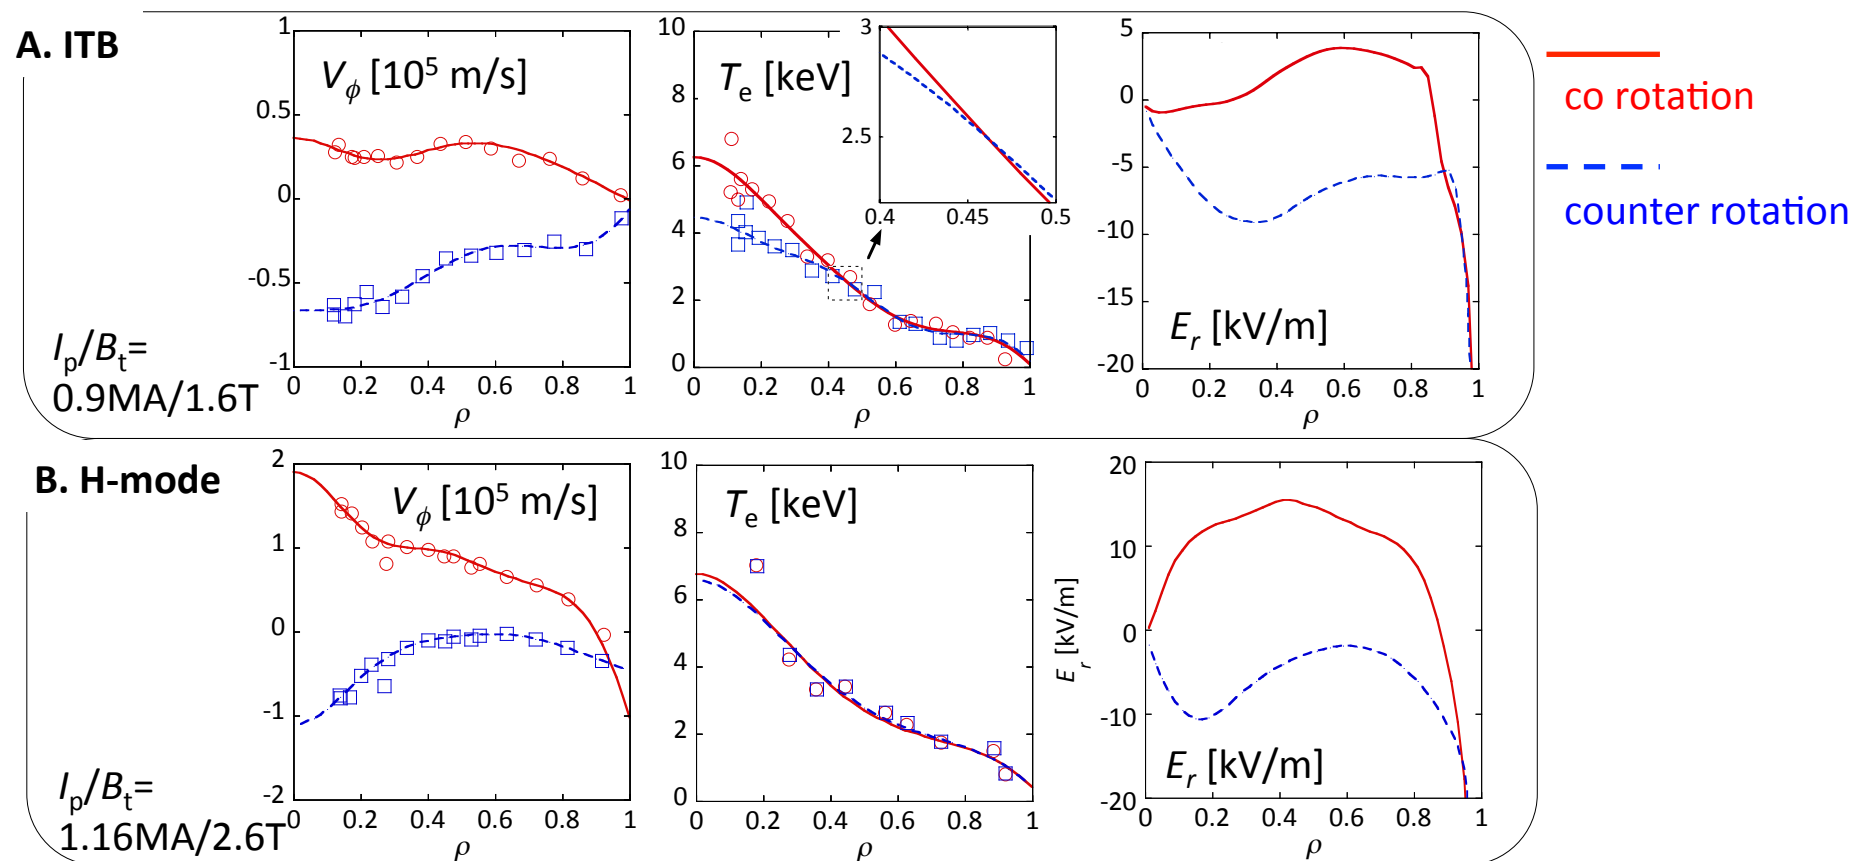 A. ITB
I_p/B_t=
0.9MA/1.6T
V_ϕ [10⁵ m/s]
1
0.5
0
-0.5
-1
0 0.2 0.4 0.6 0.8 1
ρ
T_e [keV]
10
8
6
4
2
0
0 0.2 0.4 0.6 0.8 1
ρ
3
2.5
0.4 0.45 0.5
E_r [kV/m]
5
0
-5
-10
-15
-20
0 0.2 0.4 0.6 0.8 1
ρ
co rotation
counter rotation
B. H-mode
I_p/B_t=
1.16MA/2.6T
V_ϕ [10⁵ m/s]
2
1
0
-1
-2
0 0.2 0.4 0.6 0.8 1
ρ
T_e [keV]
10
8
6
4
2
0
0 0.2 0.4 0.6 0.8 1
ρ
E_r [kV/m]
20
10
0
-10
-20
E_r [kV/m]
0 0.2 0.4 0.6 0.8 1
ρ